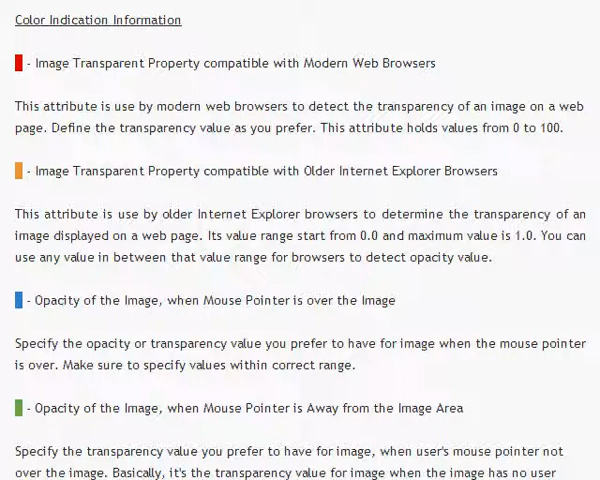 Color Indication Information
- Image Transparent Property compatible with Modern Web Browsers
This attribute is use by modern web browsers to detect the transparency of an image on a web
page. Define the transparency value as you prefer. This attribute holds values from 0 to 100.
- Image Transparent Property compatible with Older Internet Explorer Browsers
This attribute is use by older Internet Explorer browsers to determine the transparency of an
image displayed on a web page. Its value range start from 0.0 and maximum value is 1.0. You can
use any value in between that value range for browsers to detect opacity value.
- Opacity of the Image, when Mouse Pointer is over the Image
Specify the opacity or transparency value you prefer to have for image when the mouse pointer
is over. Make sure to specify values within correct range.
- Opacity of the Image, when Mouse Pointer is Away from the Image Area
Specify the transparency value you prefer to have for image, when user's mouse pointer not
over the image. Basically, it's the transparency value for image when the image has no user